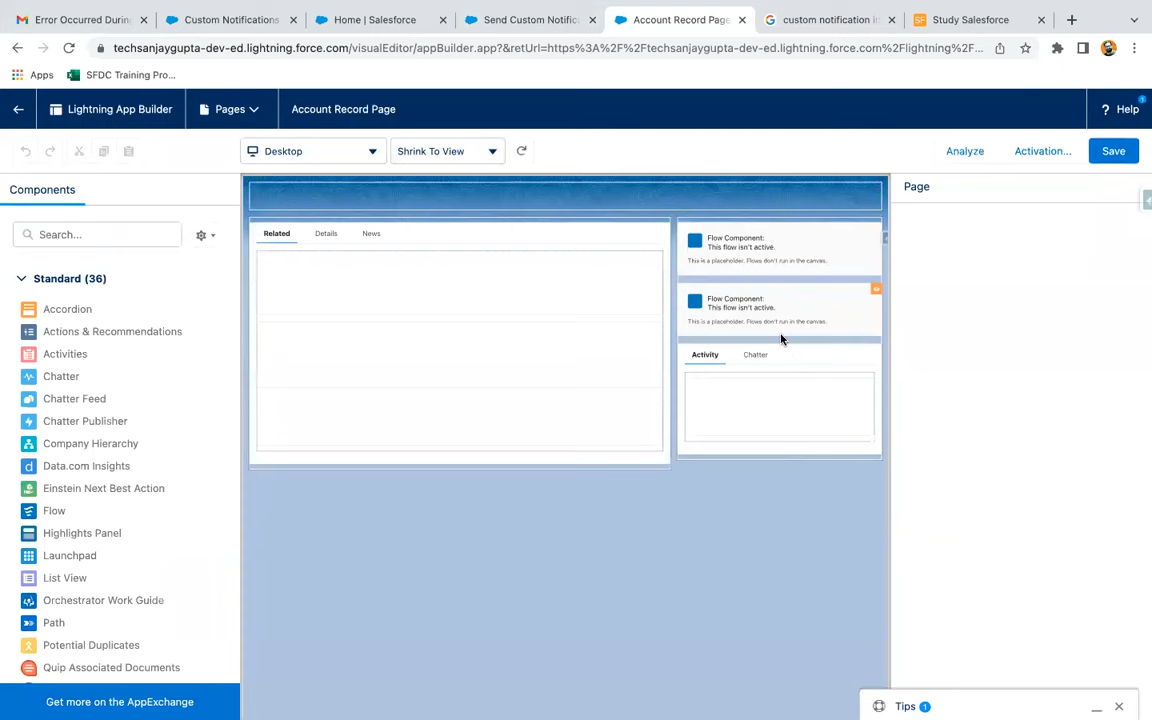 Error Occurred Durin
Custom Notifications
Home | Salesforce
Send Custom Notific
Account Record Page
custom notification in
Study Salesforce
techsanjaygupta-dev-ed.lightning.force.com/visualEditor/appBuilder.app?&retUrl=https%3A%2F%2Ftechsanjaygupta-dev-ed.lightning.force.com%2Flightning%2F...
Apps
SFDC Training Pro...
Lightning App Builder
Pages
Account Record Page
? Help
1
Desktop
Shrink To View
Analyze
Activation...
Save
Components
Search...
Standard (36)
Accordion
Actions & Recommendations
Activities
Chatter
Chatter Feed
Chatter Publisher
Company Hierarchy
Data.com Insights
Einstein Next Best Action
Flow
Highlights Panel
Launchpad
List View
Orchestrator Work Guide
Path
Potential Duplicates
Quip Associated Documents
Get more on the AppExchange
Related
Details
News
Flow Component:
This flow isn't active.
This is a placeholder. Flows don't run in the canvas.
Flow Component:
This flow isn't active.
This is a placeholder. Flows don't run in the canvas.
Activity
Chatter
Page
Tips 1